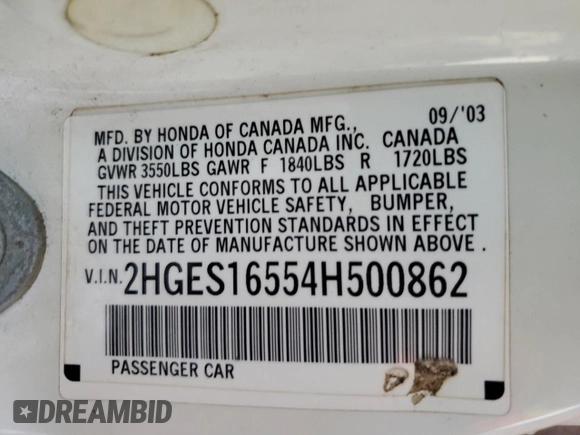 09/'03
MFD. BY HONDA OF CANADA MFG.,
A DIVISION OF HONDA CANADA INC. CANADA
GVWR 3550LBS GAWR F 1840LBS R 1720LBS
THIS VEHICLE CONFORMS TO ALL APPLICABLE
FEDERAL MOTOR VEHICLE SAFETY, BUMPER,
AND THEFT PREVENTION STANDARDS IN EFFECT
ON THE DATE OF MANUFACTURE SHOWN ABOVE.
V.I.N. 2HGES16554H500862
PASSENGER CAR
DREAMBID